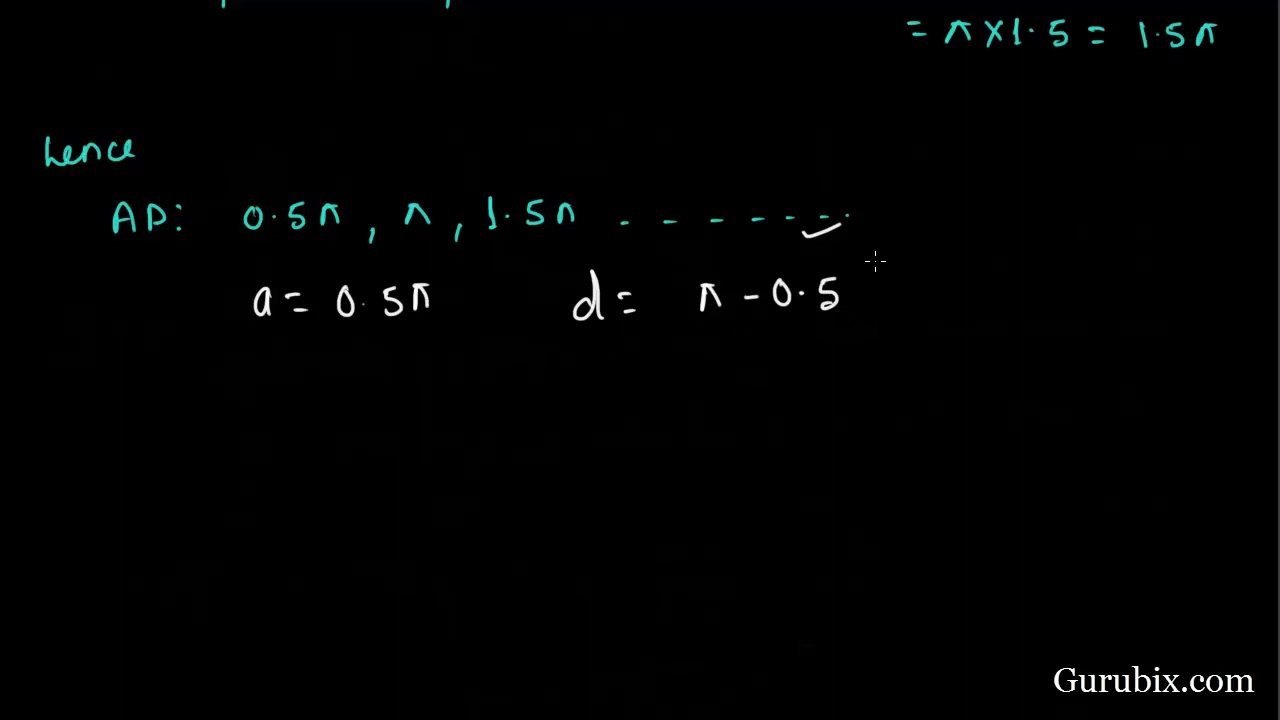 = π × 1.5 = 1.5π
hence
AP: 0.5π, π, 1.5π - - - - - - .
a = 0.5π d = π - 0.5
Gurubix.com